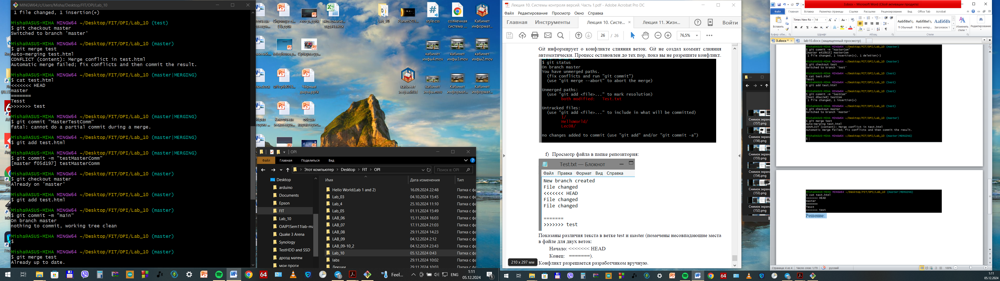 MINGW64:/c/Users/Misha/Desktop/FIT/OPI/Lab_10
1 file changed, 1 insertion(+)
Misha@ASUS-MIHA MINGW64 ~/Desktop/FIT/OPI/Lab_10 (test)
$ git checkout master
Switched to branch 'master'
Misha@ASUS-MIHA MINGW64 ~/Desktop/FIT/OPI/Lab_10 (master)
$ git merge test
Auto-merging test.html
CONFLICT (content): Merge conflict in test.html
Automatic merge failed; fix conflicts and then commit the result.
Misha@ASUS-MIHA MINGW64 ~/Desktop/FIT/OPI/Lab_10 (master|MERGING)
$ cat test.html
<<<<<<< HEAD
master
=======
Tesst
>>>>>>> test
Misha@ASUS-MIHA MINGW64 ~/Desktop/FIT/OPI/Lab_10 (master|MERGING)
$ git commit "MasterTestComm"
fatal: cannot do a partial commit during a merge.
Misha@ASUS-MIHA MINGW64 ~/Desktop/FIT/OPI/Lab_10 (master|MERGING)
$ git add test.html
Misha@ASUS-MIHA MINGW64 ~/Desktop/FIT/OPI/Lab_10 (master|MERGING)
$ git commit -m "testMasterComm"
[master f05d197] testMasterComm
Misha@ASUS-MIHA MINGW64 ~/Desktop/FIT/OPI/Lab_10 (master)
$ git checkout master
Already on 'master'
Misha@ASUS-MIHA MINGW64 ~/Desktop/FIT/OPI/Lab_10 (master)
$ git add test.html
Misha@ASUS-MIHA MINGW64 ~/Desktop/FIT/OPI/Lab_10 (master)
$ git commit -m "main"
On branch master
nothing to commit, working tree clean
Misha@ASUS-MIHA MINGW64 ~/Desktop/FIT/OPI/Lab_10 (master)
$
Misha@ASUS-MIHA MINGW64 ~/Desktop/FIT/OPI/Lab_10 (master)
$ git merge test
Already up to date.
геогр.pptx
экономиче... задача.xlsx
Lab_10
Planets201...
style.css
солнечная система ....
Кабинет информат...
telephone.p...
Субкультур...
кабинет инфы4.mov
кабинет инфы3.mov
кабинет инфы2.mov
uf1cy65013...
Чёрные дыры.pptx
кабинет инфы.sh3d
кабинет инфы.mov
Кабинет информат...
Кабинет информат...
Клеточная инженери...
общая характерис...
OPI
Файл Главная Поделиться Вид
Этот компьютер > Desktop > FIT > OPI
Поиск в: OPI
Имя Дата изменения Тип
Desktop
arduino
Documents
Epson
FIT
Lab_10
OAIP1Sem11lab-ma
Quake 3 Arena
Synology
TestHDD and SSD
дрозд матем
мои проги
Hello World(Lab 1 and 2) 16.09.2024 22:48 Папка с фа
Lab_03 04.10.2024 15:45 Папка с фа
Lab_4 25.10.2024 11:10 Папка с фа
Lab_05 01.11.2024 15:49 Папка с фа
LAB_06 15.11.2024 16:03 Папка с фа
LAB_07 17.11.2024 21:03 Папка с фа
LAB_08 29.11.2024 14:23 Папка с фа
LAB_09 04.12.2024 2:12 Папка с фа
LAB_09-10_2 04.12.2024 23:43 Папка с фа
Lab_10 05.12.2024 0:43 Папка с фа
labs 29.11.2024 10:02 Папка с фа
Лекции 29.11.2024 10:03 Папка с фа
64
Feel...
ENG
1:11
05.12.2024
Лекция 10. Системы контроля версий. Часть 1.pdf - Adobe Acrobat Pro DC
Файл Редактирование Просмотр Окно Справка
Главная Инструменты Лекция 10. Систе... Лекция 11. Жизн... Войти
26 / 26 76,5%
Git информирует о конфликте слияния веток. Git не создал коммит слияния
автоматически. Процесс остановлен до тех пор, пока вы не разрешите конфликт.
$ git status
On branch master
You have unmerged paths.
(fix conflicts and run "git commit")
(use "git merge --abort" to abort the merge)
Unmerged paths:
(use "git add <file>..." to mark resolution)
both modified: Test.txt
Untracked files:
(use "git add <file>..." to include in what will be committed)
1/
HelloWorld/
Lec08/
no changes added to commit (use "git add" and/or "git commit -a")
f) Просмотр файла в папке репозитория:
Test.txt — Блокнот
Файл Правка Формат Вид Справка
New branch created
File changed
<<<<<<< HEAD
File changed
File changed
=======
>>>>>>> test
Показаны различия текста в ветке test и master (помечены несовпадающие места
в файле для двух веток:
Начало: <<<<<<< HEAD
Конец: =======).
210 x 297 мм
Конфликт разрешается разработчиком вручную.
Снимок экрана (157).png
Снимок экрана (156).png
Снимок экрана (155).png
Снимок экрана (154).png
Снимок экрана (153).png
Снимок экрана (152).png
3.docx - Microsoft Word (Сбой активации продукта)
Файл Главная Вставка Разметка страницы Ссылки Рассылки Рецензирование Вид Office Tab Acrobat
Вставить
Times New Ro 14
АаБбВвГг, АаБбВвГг, АаБбВı
¶ Обычный ¶ Без интер... Заголовок 1
Изменить стили
Редактирование
Буфер обм... Шрифт Абзац Стили
3.docx * lab10.docx (защищенный просмотр)
Misha@ASUS-MIHA MINGW64 ~/Desktop/FIT/OPI/Lab_10 (master)
$ git commit -m "masterCom"
[master e410b15] masterCom
1 file changed, 1 insertion(+), 1 deletion(-)
Misha@ASUS-MIHA MINGW64 ~/Desktop/FIT/OPI/Lab_10 (master)
$ git checkout test
Switched to branch 'test'
Misha@ASUS-MIHA MINGW64 ~/Desktop/FIT/OPI/Lab_10 (test)
$ cat test.html
Tesst
Misha@ASUS-MIHA MINGW64 ~/Desktop/FIT/OPI/Lab_10 (test)
$ git add test.html
Misha@ASUS-MIHA MINGW64 ~/Desktop/FIT/OPI/Lab_10 (test)
$ git commit -m "testCom"
[test d0ac2e8] testCom
1 file changed, 1 insertion(+)
Misha@ASUS-MIHA MINGW64 ~/Desktop/FIT/OPI/Lab_10 (test)
$ git checkout master
Switched to branch 'master'
Misha@ASUS-MIHA MINGW64 ~/Desktop/FIT/OPI/Lab_10 (master)
$ git merge test
Auto-merging test.html
CONFLICT (content): Merge conflict in test.html
Automatic merge failed; fix conflicts and then commit the result.
Misha@ASUS-MIHA MINGW64 ~/Desktop/FIT/OPI/Lab_10 (master|MERGING)
$
Misha@ASUS-MIHA MINGW64 ~/Desktop/FIT/OPI/Lab_10 (master|MERGING)
$ cat test.html
<<<<<<< HEAD
master
=======
Tesst
>>>>>>> test
Решение:
Страница: 4 из 4 Число слов: 1/79 русский 100%
64
ENG
1:11
05.12.2024